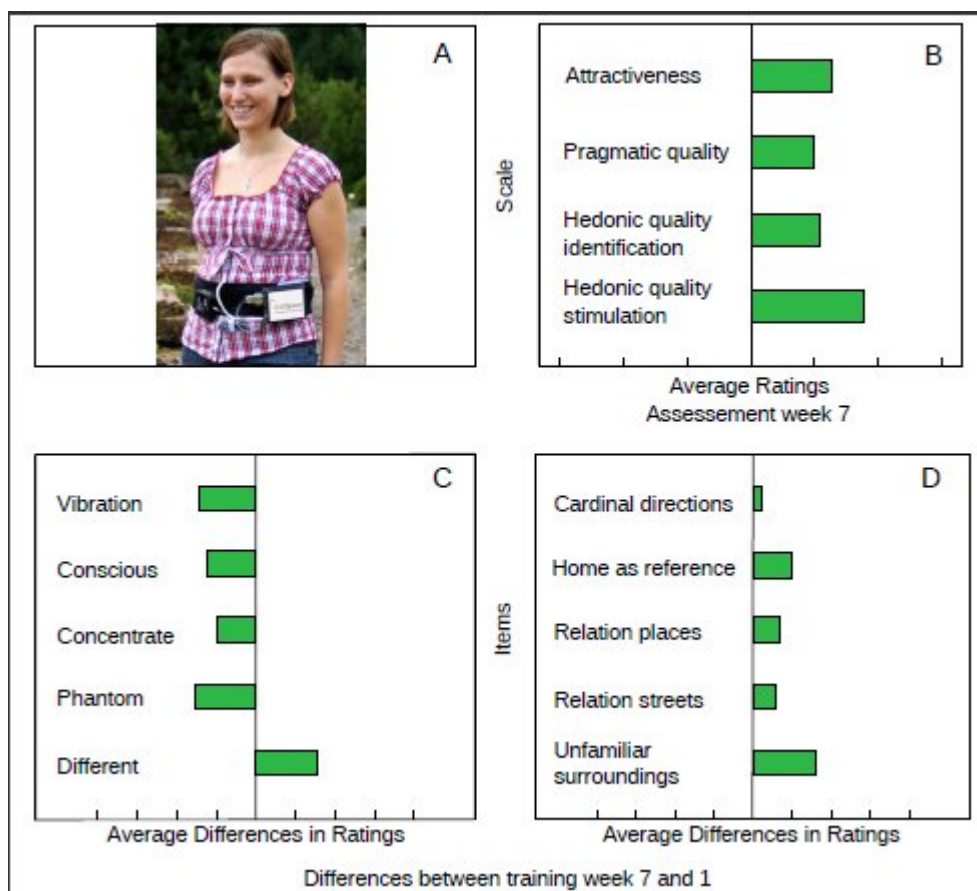 A
B
Scale
Attractiveness
Pragmatic quality
Hedonic quality
identification
Hedonic quality
stimulation
Average Ratings
Assessement week 7
C
Vibration
Conscious
Concentrate
Phantom
Different
Average Differences in Ratings
D
Items
Cardinal directions
Home as reference
Relation places
Relation streets
Unfamiliar
surroundings
Average Differences in Ratings
Differences between training week 7 and 1